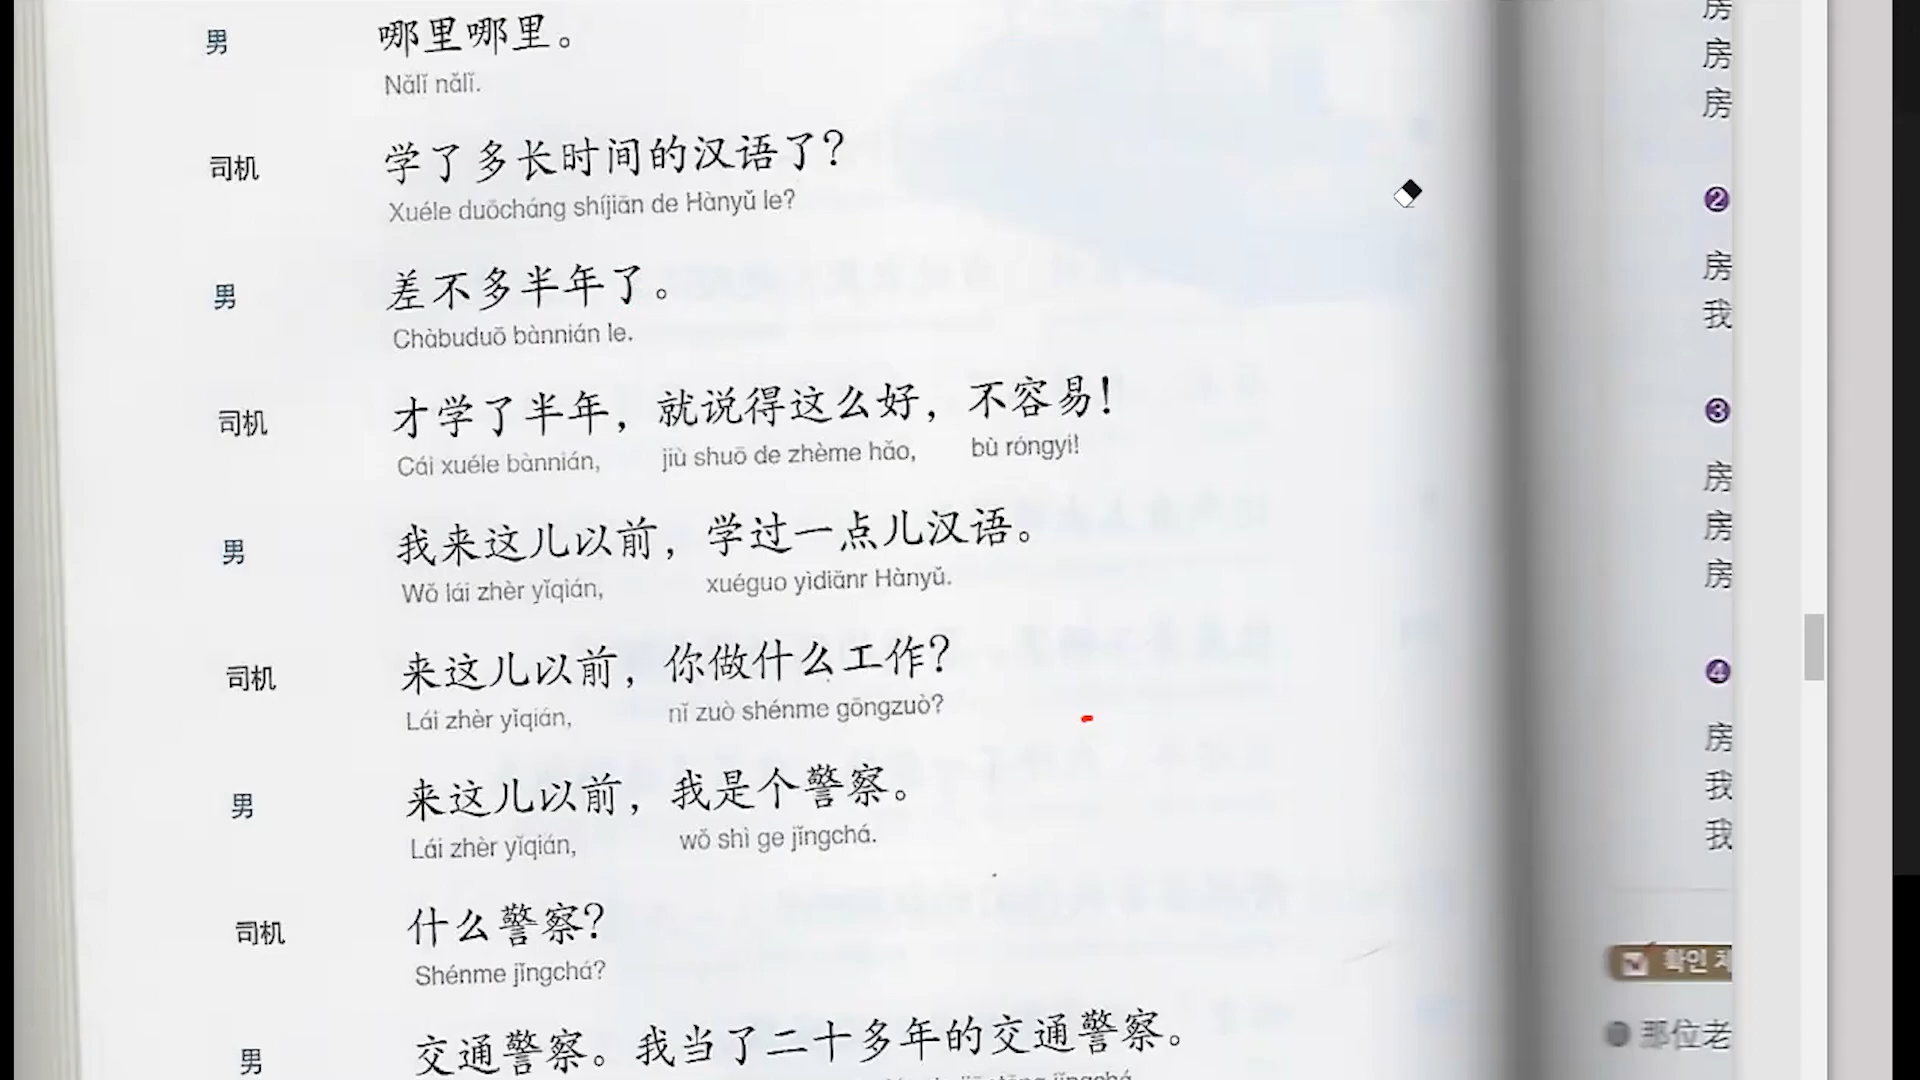 男 哪里哪里。
Nǎlǐ nǎlǐ.
司机 学了多长时间的汉语了?
Xuéle duōcháng shíjiān de Hànyǔ le?
男 差不多半年了。
Chàbuduō bànnián le.
司机 才学了半年，就说得这么好，不容易!
Cái xuéle bànnián, jiù shuō de zhème hǎo, bù róngyì!
男 我来这儿以前，学过一点儿汉语。
Wǒ lái zhèr yǐqián, xuéguo yìdiǎnr Hànyǔ.
司机 来这儿以前，你做什么工作?
Lái zhèr yǐqián, nǐ zuò shénme gōngzuò?
男 来这儿以前，我是个警察。
Lái zhèr yǐqián, wǒ shì ge jǐngchá.
司机 什么警察?
Shénme jǐngchá?
男 交通警察。我当了二十多年的交通警察。
房
房
房
❷
房
我
❸
房
房
房
❹
房
我
我
확인
那位老